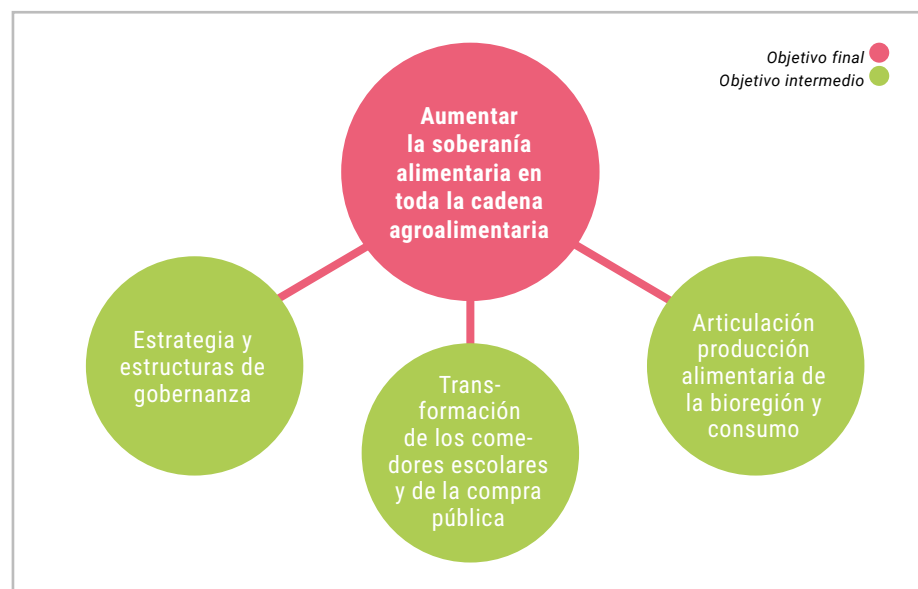 Objetivo final
Objetivo intermedio
Aumentar
la soberanía
alimentaria en
toda la cadena
agroalimentaria
Estrategia y
estructuras de
gobernanza
Trans-
formación
de los come-
dores escolares
y de la compra
pública
Articulación
producción
alimentaria de
la bioregión y
consumo